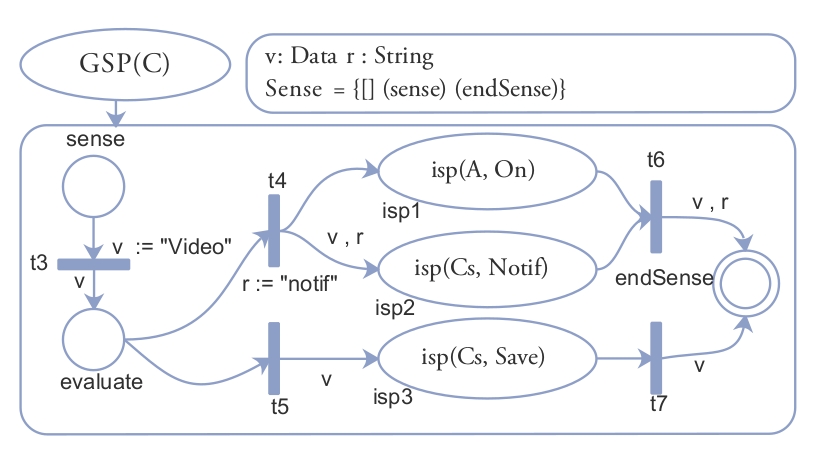 GSP(C)
v: Data r : String
Sense = {[] (sense) (endSense)}
sense
t3
v := "Video"
v
evaluate
t4
r := "notif"
v , r
isp(A, On)
isp1
isp(Cs, Notif)
isp2
t5
v
isp(Cs, Save)
isp3
t6
v , r
endSense
t7
v